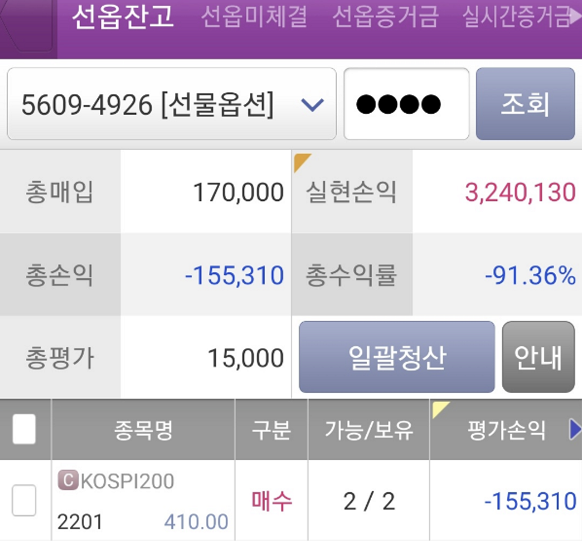 선옵잔고 선옵미체결 선옵증거금 실시간증거금
5609-4926 [선물옵션] ●●●● 조회
총매입 170,000 실현손익 3,240,130
총손익 -155,310 총수익률 -91.36%
총평가 15,000 일괄청산 안내
종목명 구분 가능/보유 평가손익
C KOSPI200
매수 2 / 2 -155,310
2201 410.00